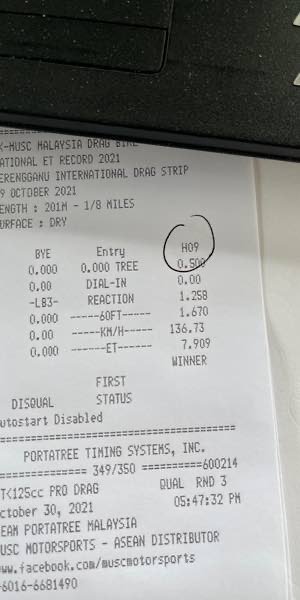 K-MUSC MALAYSIA DRAG BIKE
ATIONAL ET RECORD 2021
ERENGGANU INTERNATIONAL DRAG STRIP
9 OCTOBER 2021
ENGTH : 201M - 1/8 MILES
URFACE : DRY
BYE Entry H09
0.000 0.000 TREE 0.500
0.00 DIAL-IN 0.00
-LB3- REACTION 1.258
0.000 ------60FT------ 1.670
0.00 ------KM/H------ 136.73
0.000 -------ET------- 7.909
WINNER
FIRST
DISQUAL STATUS
utostart Disabled
PORTATREE TIMING SYSTEMS, INC.
============= 349/350 ==========600214
T<125cc PRO DRAG QUAL RND 3
ctober 30, 2021 05:47:32 PM
EAM PORTATREE MALAYSIA
USC MOTORSPORTS - ASEAN DISTRIBUTOR
ww.facebook.com/muscmotorsports
-6016-6681490